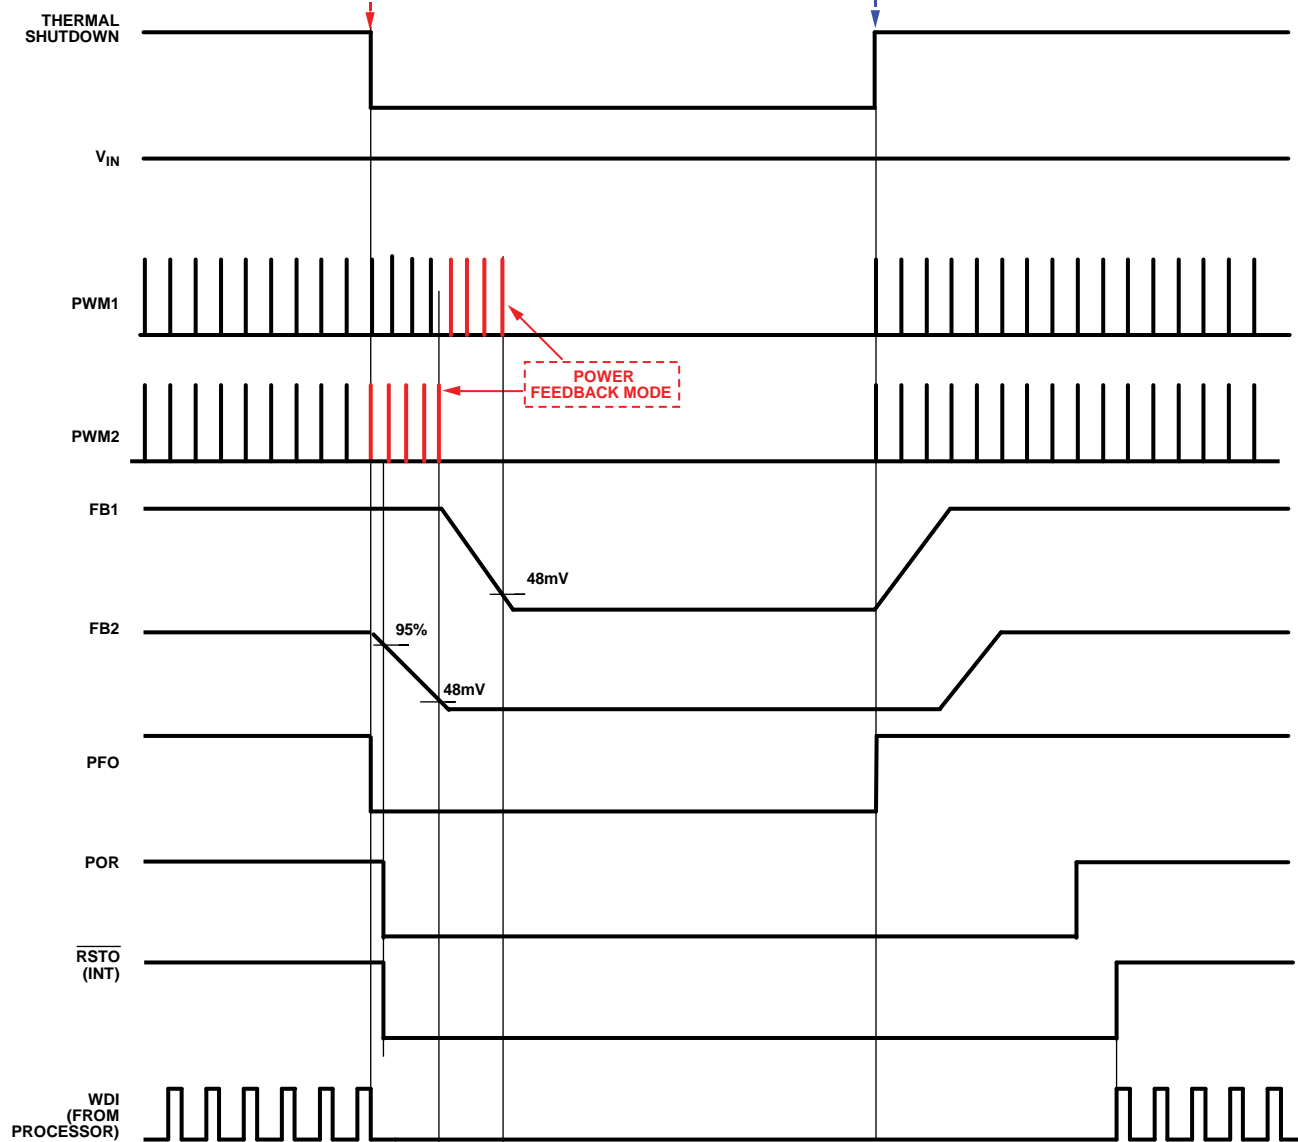 THERMAL
SHUTDOWN
VIN
PWM1
POWER
FEEDBACK MODE
PWM2
FB1
48mV
FB2
95%
48mV
PFO
POR
RSTO
(INT)
WDI
(FROM
PROCESSOR)